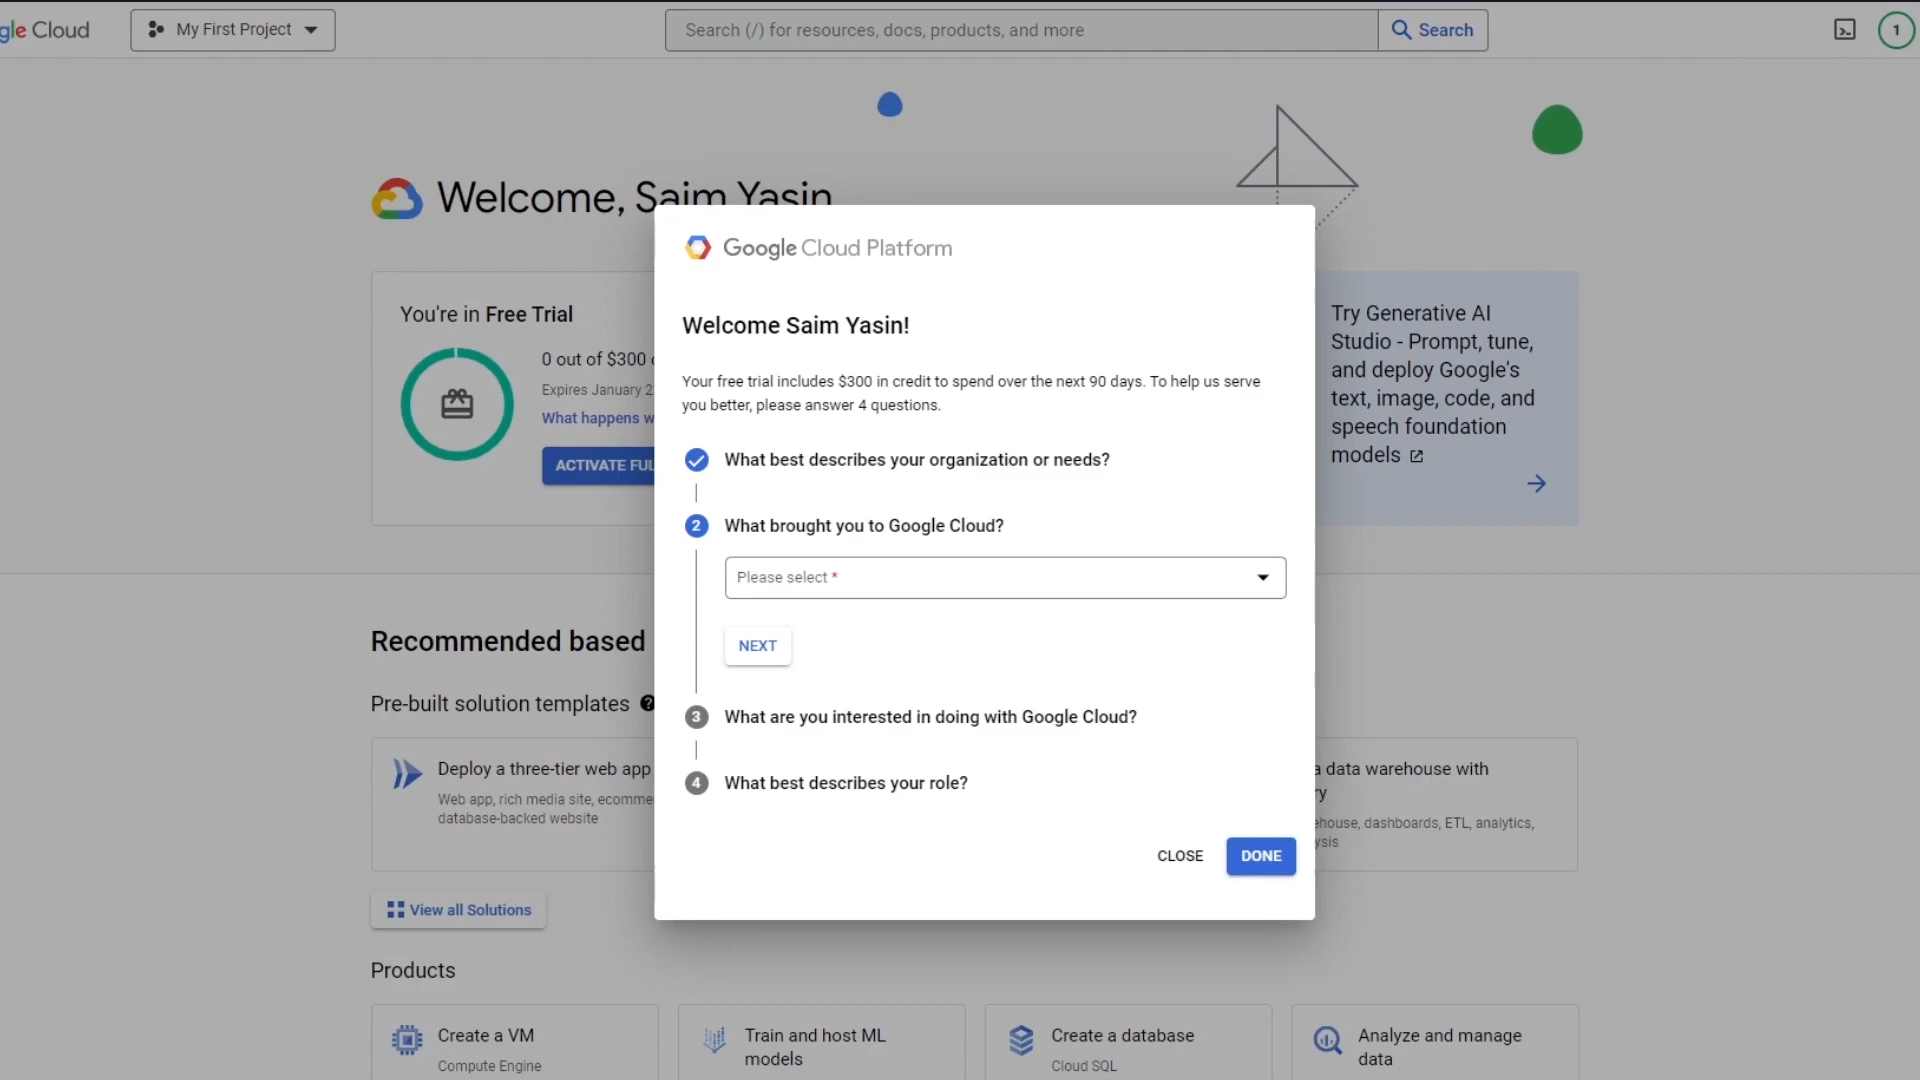 gle Cloud
My First Project
Search (/) for resources, docs, products, and more
Search
1
Welcome, Saim Yasin
You're in Free Trial
0 out of $300
Expires January 2
What happens w
ACTIVATE FUL
Google Cloud Platform
Welcome Saim Yasin!
Your free trial includes $300 in credit to spend over the next 90 days. To help us serve
you better, please answer 4 questions.
What best describes your organization or needs?
2 What brought you to Google Cloud?
Please select *
NEXT
3 What are you interested in doing with Google Cloud?
4 What best describes your role?
CLOSE
DONE
Try Generative AI
Studio - Prompt, tune,
and deploy Google's
text, image, code, and
speech foundation
models
Recommended based
Pre-built solution templates
Deploy a three-tier web app
Web app, rich media site, ecomme
database-backed website
a data warehouse with
ry
ehouse, dashboards, ETL, analytics,
ysis
View all Solutions
Products
Create a VM
Compute Engine
Train and host ML
models
Create a database
Cloud SQL
Analyze and manage
data